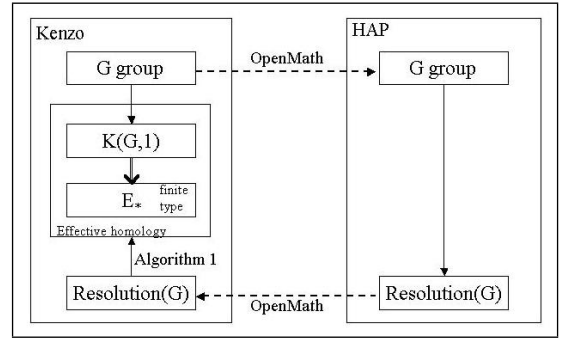 Kenzo
HAP
G group
OpenMath
G group
K(G,1)
E* finite type
Effective homology
Algorithm 1
Resolution(G)
OpenMath
Resolution(G)